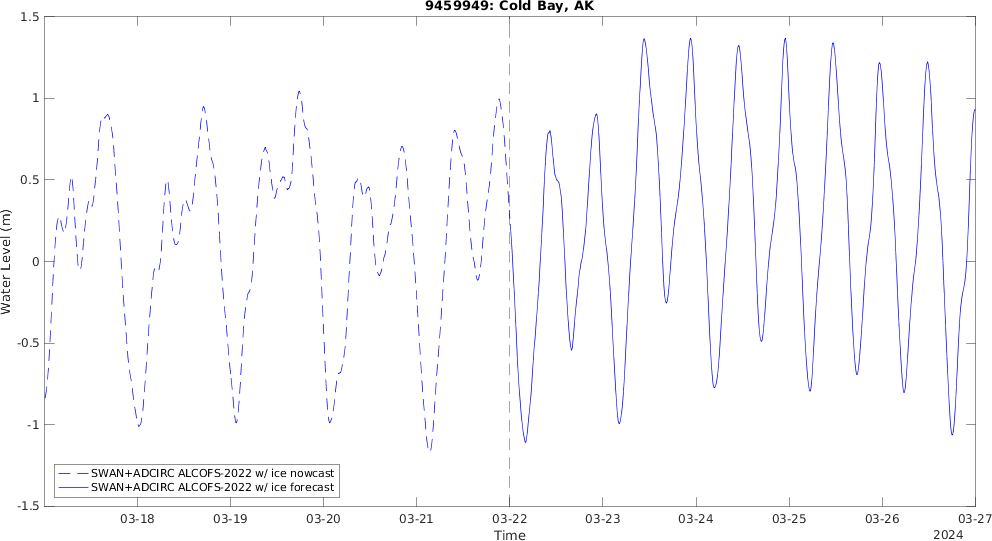 9459949: Cold Bay, AK
1.5
1
0.5
0
-0.5
-1
-1.5
Water Level (m)
SWAN+ADCIRC ALCOFS-2022 w/ ice nowcast
SWAN+ADCIRC ALCOFS-2022 w/ ice forecast
03-18 03-19 03-20 03-21 03-22 03-23 03-24 03-25 03-26 03-27
Time
2024